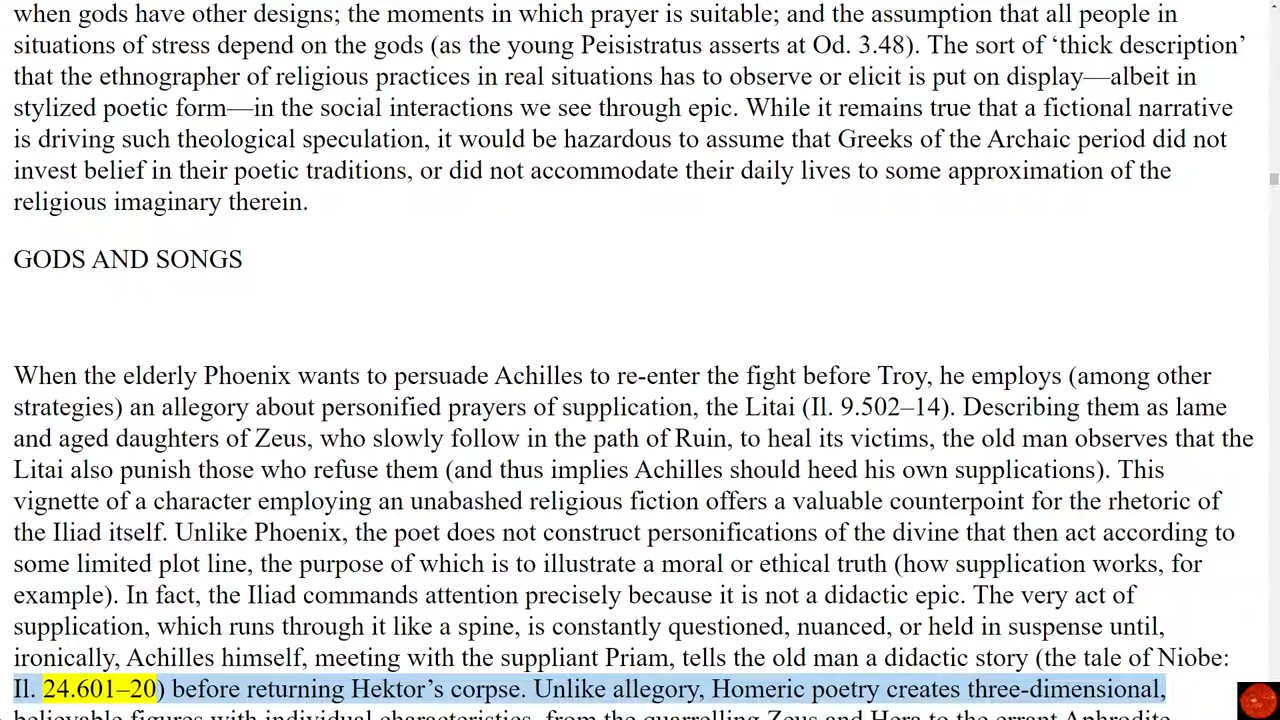 when gods have other designs; the moments in which prayer is suitable; and the assumption that all people in
situations of stress depend on the gods (as the young Peisistratus asserts at Od. 3.48). The sort of ‘thick description’
that the ethnographer of religious practices in real situations has to observe or elicit is put on display—albeit in
stylized poetic form—in the social interactions we see through epic. While it remains true that a fictional narrative
is driving such theological speculation, it would be hazardous to assume that Greeks of the Archaic period did not
invest belief in their poetic traditions, or did not accommodate their daily lives to some approximation of the
religious imaginary therein.
GODS AND SONGS
When the elderly Phoenix wants to persuade Achilles to re-enter the fight before Troy, he employs (among other
strategies) an allegory about personified prayers of supplication, the Litai (Il. 9.502–14). Describing them as lame
and aged daughters of Zeus, who slowly follow in the path of Ruin, to heal its victims, the old man observes that the
Litai also punish those who refuse them (and thus implies Achilles should heed his own supplications). This
vignette of a character employing an unabashed religious fiction offers a valuable counterpoint for the rhetoric of
the Iliad itself. Unlike Phoenix, the poet does not construct personifications of the divine that then act according to
some limited plot line, the purpose of which is to illustrate a moral or ethical truth (how supplication works, for
example). In fact, the Iliad commands attention precisely because it is not a didactic epic. The very act of
supplication, which runs through it like a spine, is constantly questioned, nuanced, or held in suspense until,
ironically, Achilles himself, meeting with the suppliant Priam, tells the old man a didactic story (the tale of Niobe:
Il. 24.601–20) before returning Hektor’s corpse. Unlike allegory, Homeric poetry creates three-dimensional,
believable figures with individual characteristics, from the quarrelling Zeus and Hera to the errant Aphrodite